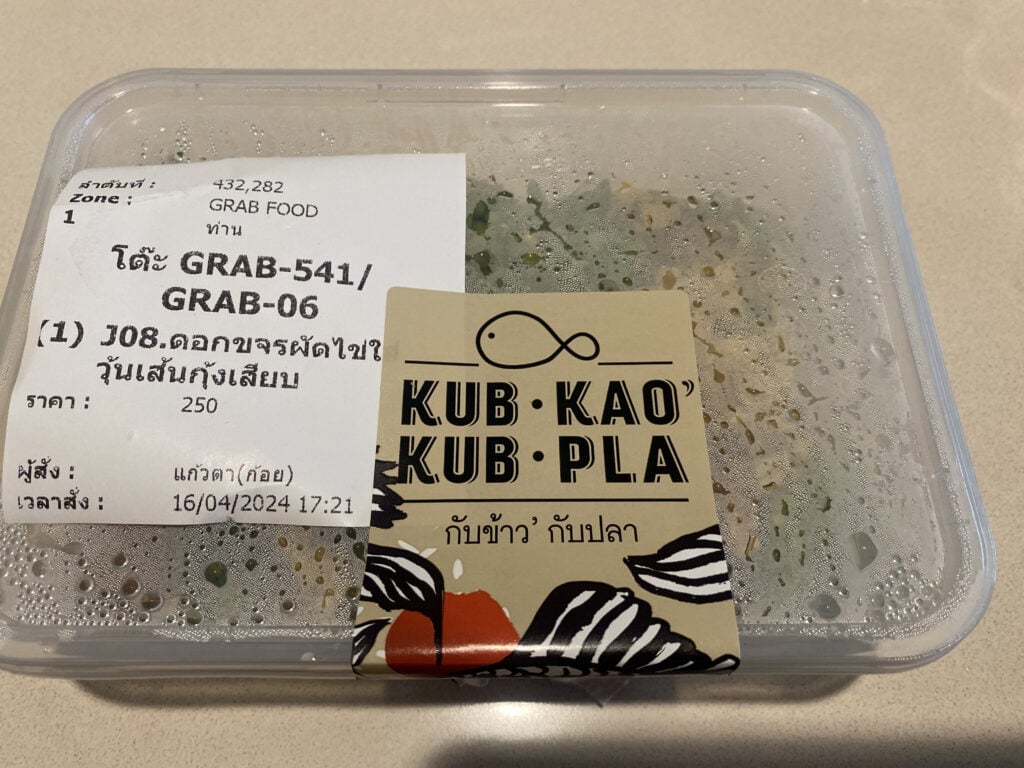 ลำดับที่ : 432,282
Zone : GRAB FOOD
1 ท่าน
โต๊ะ GRAB-541/
GRAB-06
(1) J08.ดอกขจรผัดไข่ใ
วุ้นเส้นกุ้งเสียบ
ราคา : 250
ผู้สั่ง : แก้วตา(ก้อย)
เวลาสั่ง : 16/04/2024 17:21
KUB · KAO'
KUB · PLA
กับข้าว' กับปลา